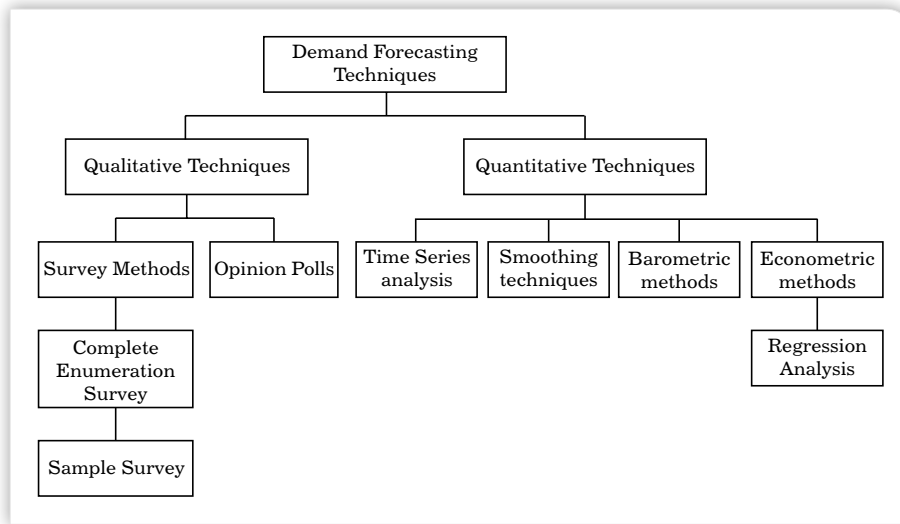 Demand Forecasting
Techniques
Qualitative Techniques
Quantitative Techniques
Survey Methods
Opinion Polls
Time Series
analysis
Smoothing
techniques
Barometric
methods
Econometric
methods
Complete
Enumeration
Survey
Regression
Analysis
Sample Survey